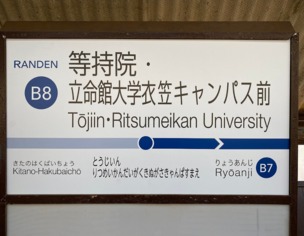 RANDEN
B8
等持院・
立命館大学衣笠キャンパス前
Tōjiin・Ritsumeikan University
きたのはくばいちょう
Kitano-Hakubaichō
とうじいん
りつめいかんだいがくきぬがさきゃんぱすまえ
りょうあんじ
Ryōanji
B7